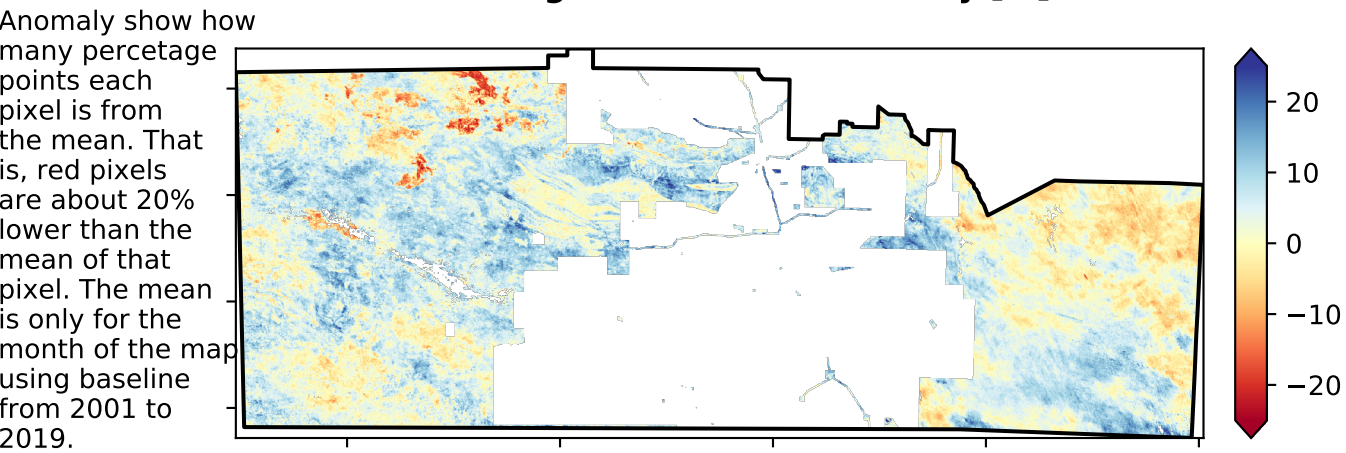 Anomaly show how
many percetage
points each
pixel is from
the mean. That
is, red pixels
are about 20%
lower than the
mean of that
pixel. The mean
is only for the
month of the map
using baseline
from 2001 to
2019.
20
10
0
−10
−20